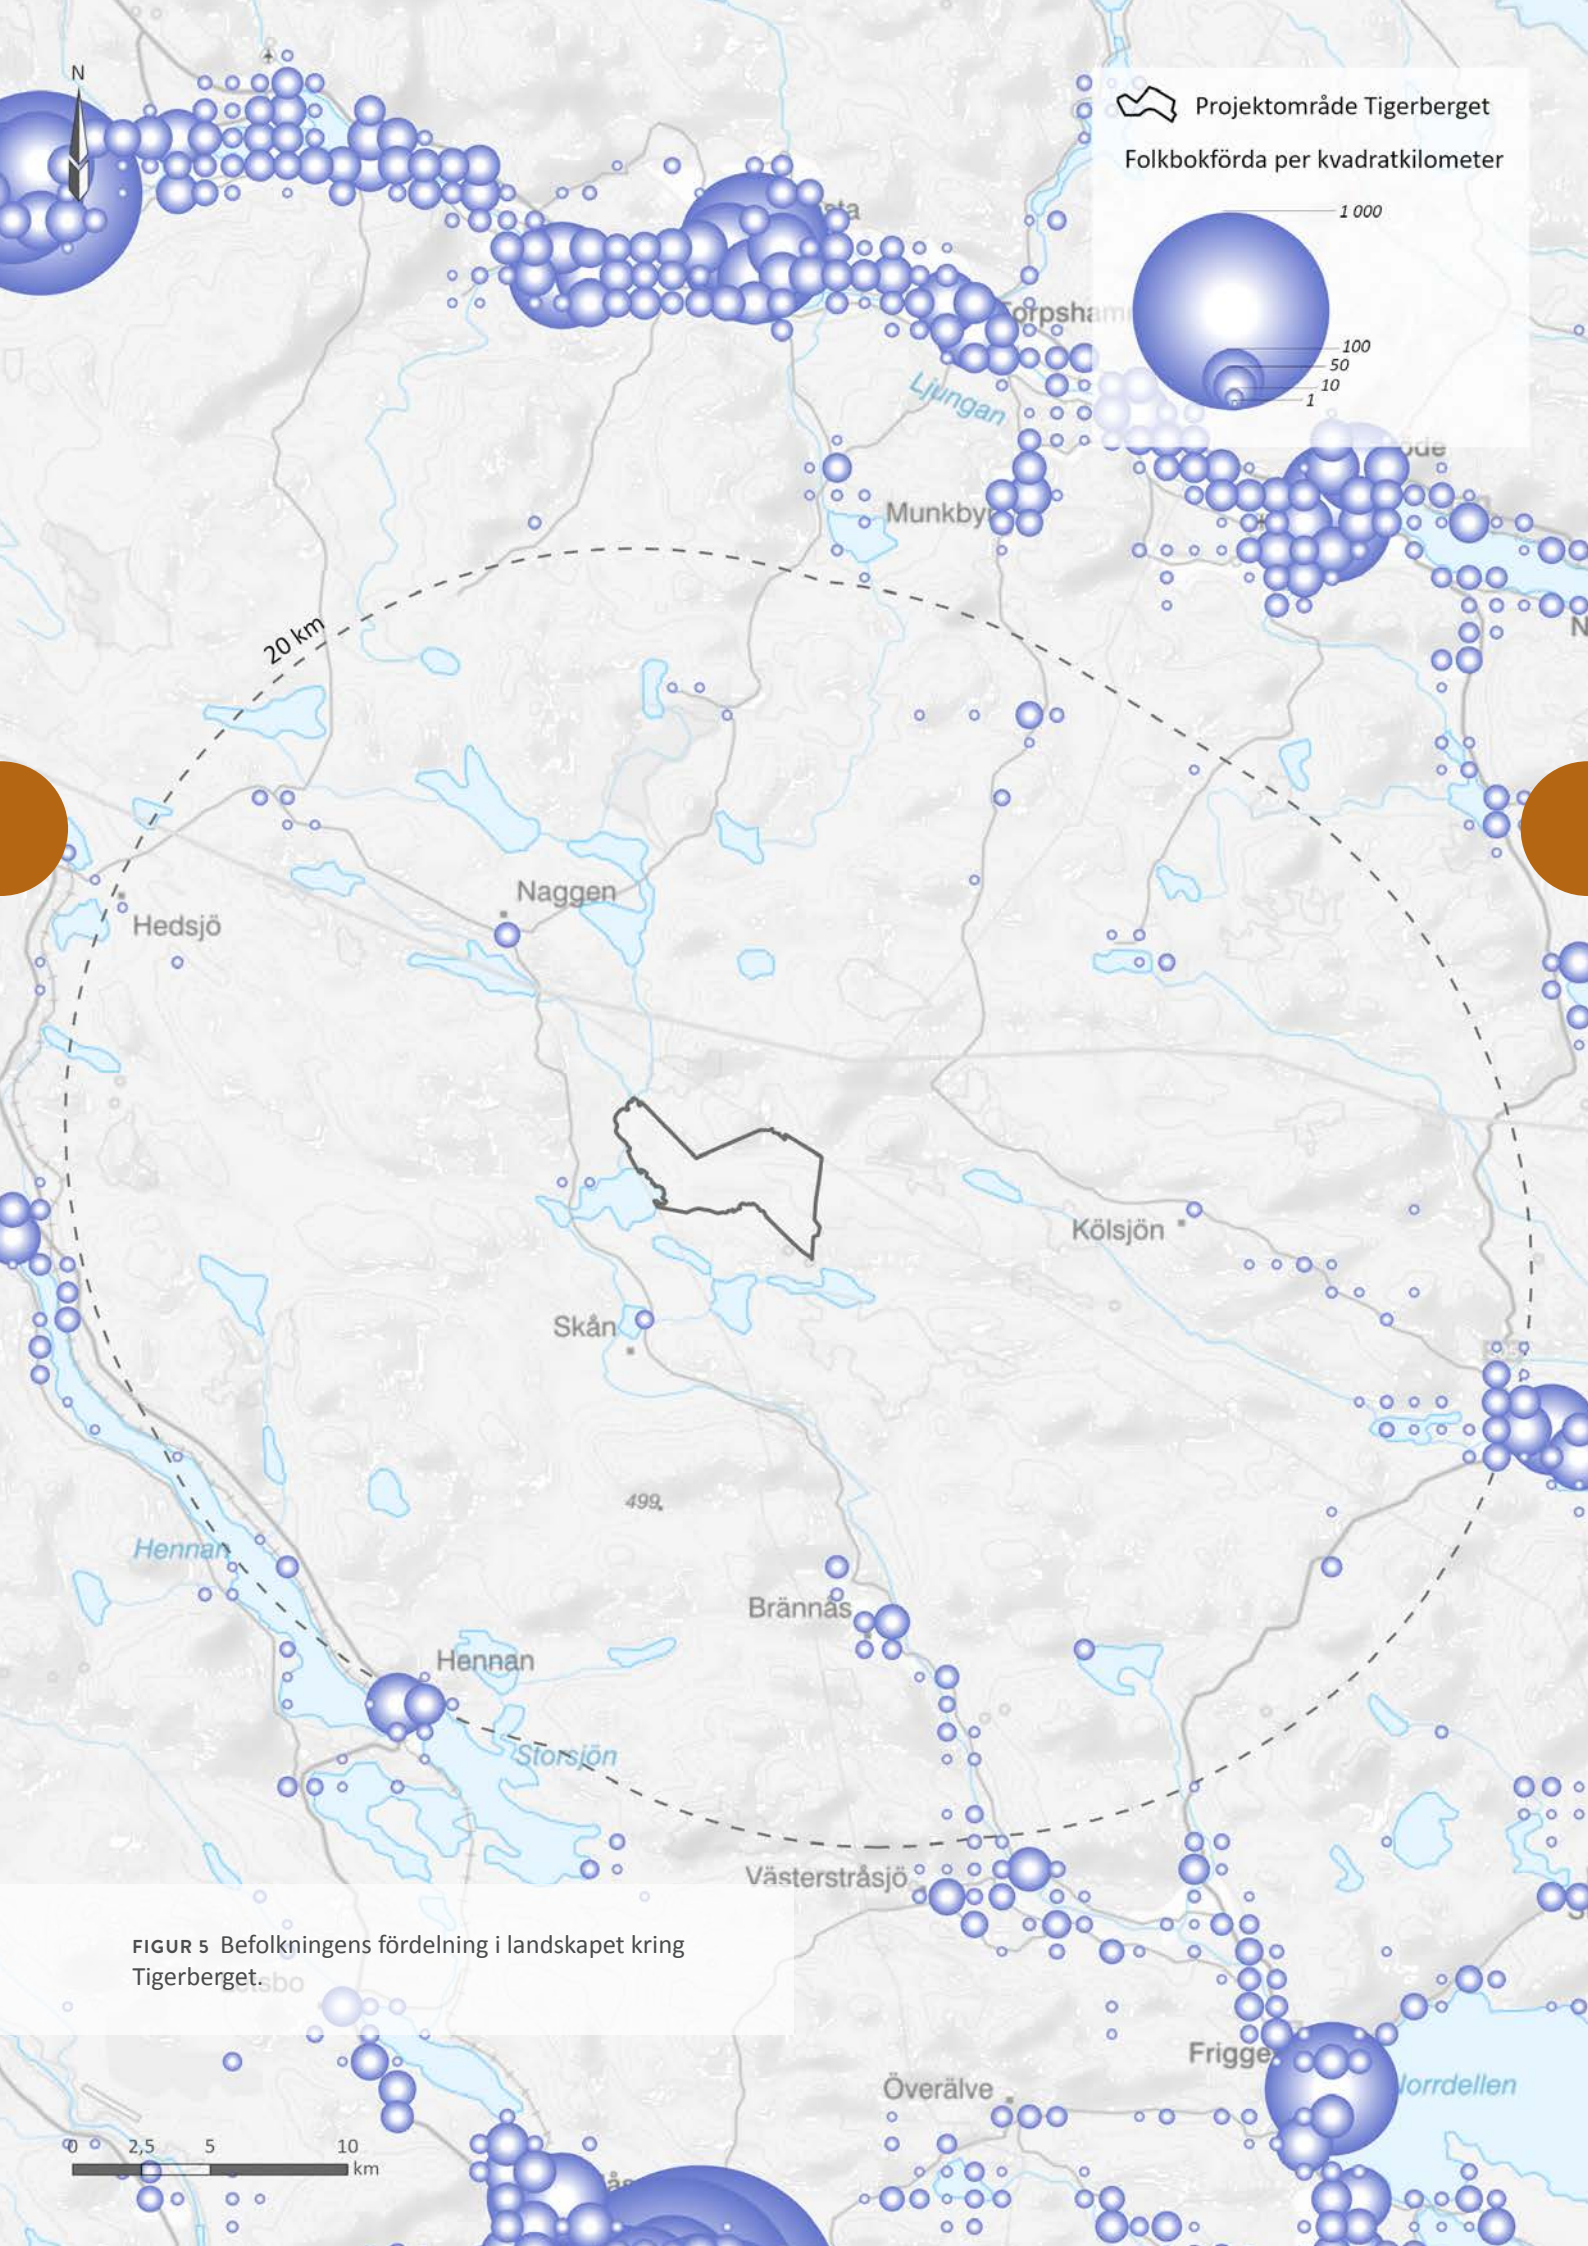 N
Projektområde Tigerberget
Folkbokförda per kvadratkilometer
1 000
100
50
10
1
Ljungan
Munkby
20 km
Naggen
Hedsjö
Kölsjön
Skån
499
Hennan
Brännås
Hennan
Storsjön
Västerstråsjö
FIGUR 5 Befolkningens fördelning i landskapet kring
Tigerberget.
Frigge
Norrdellen
Överälve
0 2,5 5 10
km